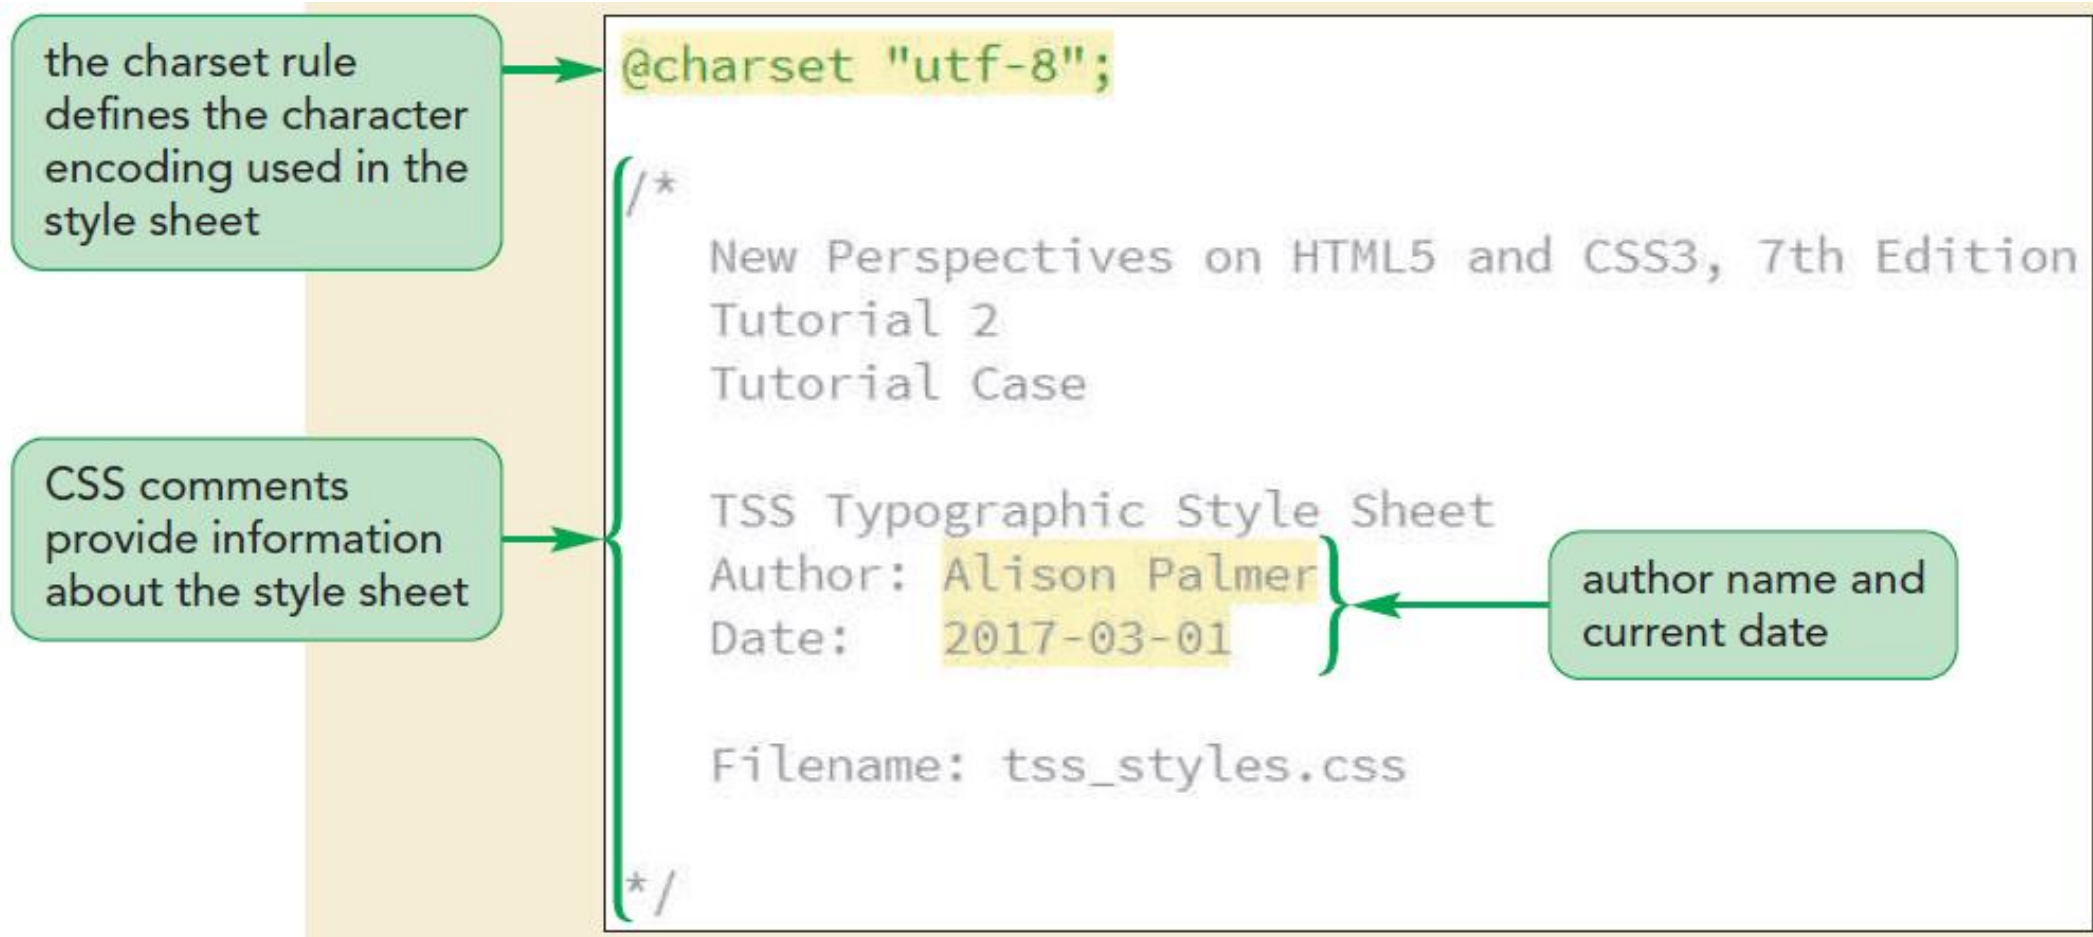 the charset rule
defines the character
encoding used in the
style sheet
@charset "utf-8";
/*
New Perspectives on HTML5 and CSS3, 7th Edition
Tutorial 2
Tutorial Case
CSS comments
provide information
about the style sheet
TSS Typographic Style Sheet
Author: Alison Palmer
Date:   2017-03-01
author name and
current date
Filename: tss_styles.css
*/